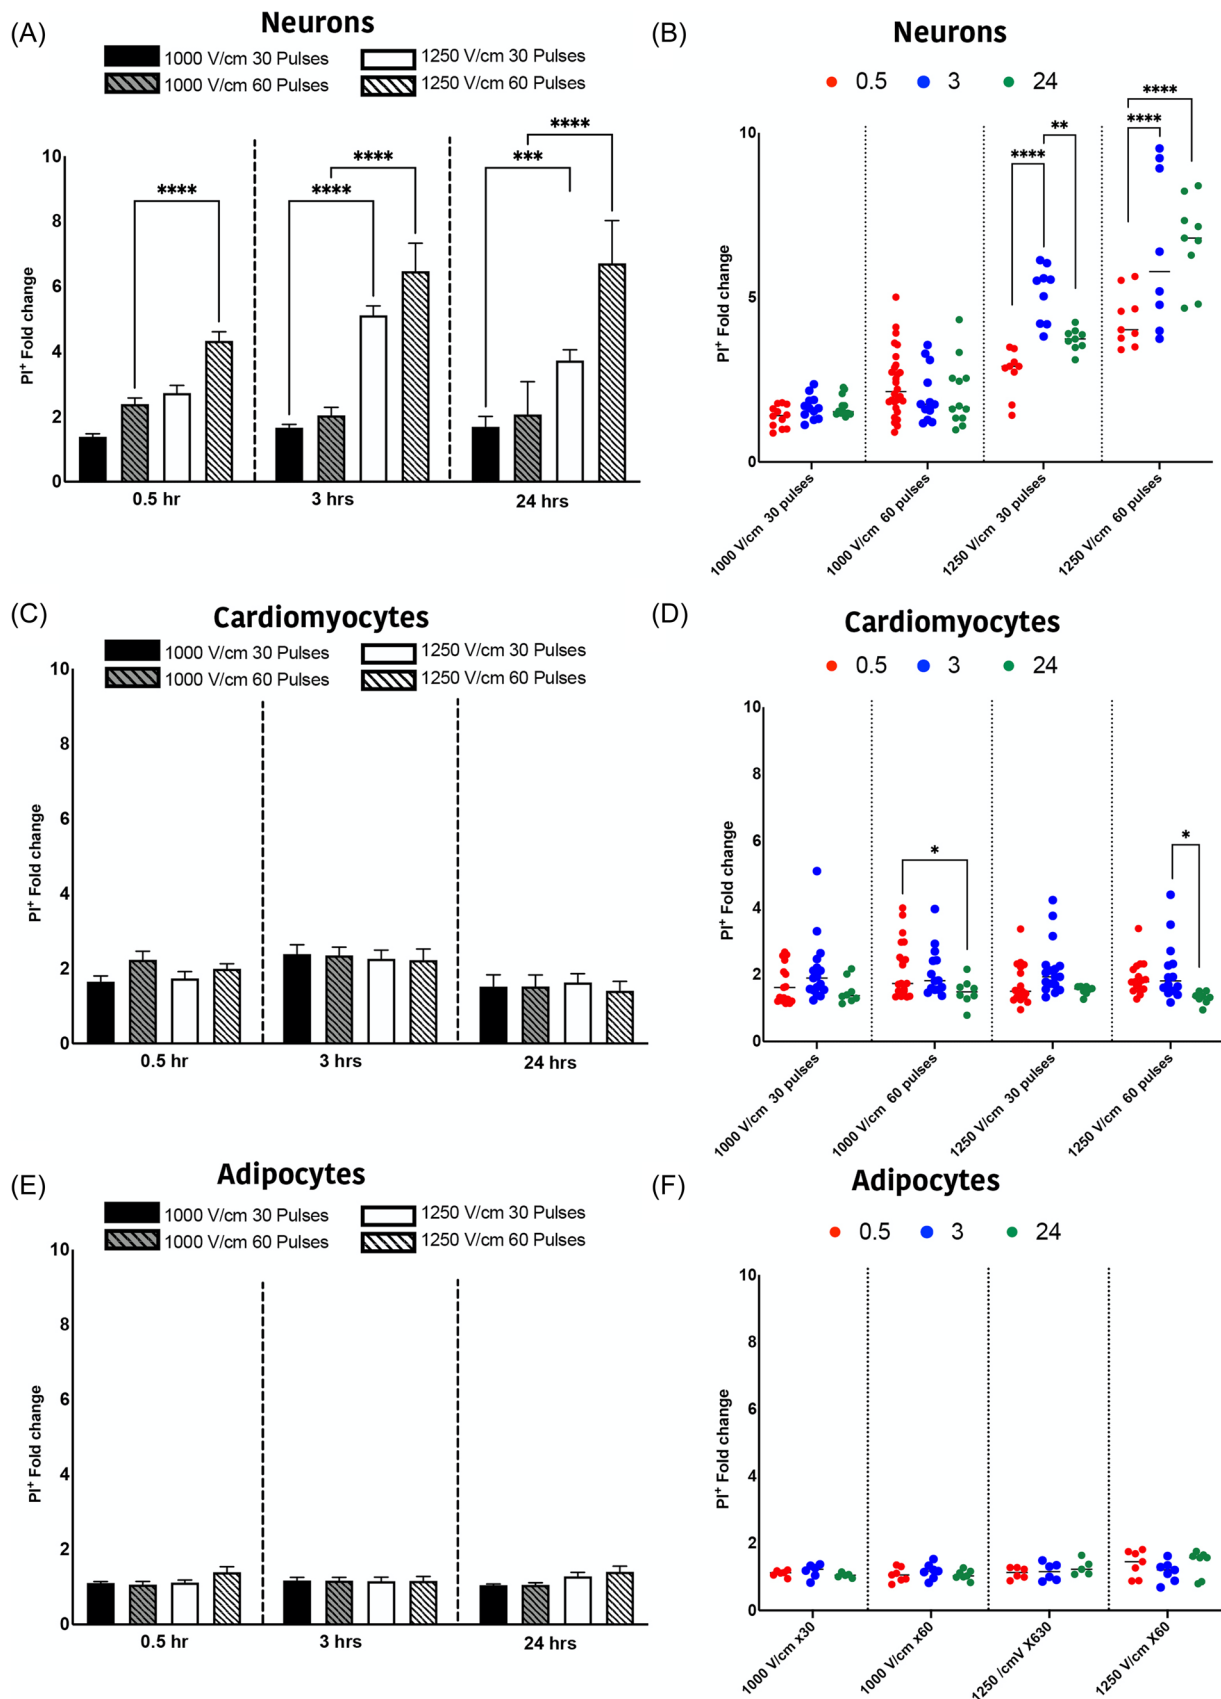 (A)
Neurons
1000 V/cm 30 Pulses
1250 V/cm 30 Pulses
1000 V/cm 60 Pulses
1250 V/cm 60 Pulses
PI+ Fold change
10
8
6
4
2
0
****
****
****
***
****
0.5 hr
3 hrs
24 hrs
(B)
Neurons
0.5
3
24
PI+ Fold change
10
5
0
****
**
****
****
1000 V/cm 30 pulses
1000 V/cm 60 pulses
1250 V/cm 30 pulses
1250 V/cm 60 pulses
(C)
Cardiomyocytes
1000 V/cm 30 Pulses
1250 V/cm 30 Pulses
1000 V/cm 60 Pulses
1250 V/cm 60 Pulses
PI+ Fold change
10
8
6
4
2
0
0.5 hr
3 hrs
24 hrs
(D)
Cardiomyocytes
0.5
3
24
PI+ Fold change
10
8
6
4
2
0
*
*
1000 V/cm 30 pulses
1000 V/cm 60 pulses
1250 V/cm 30 pulses
1250 V/cm 60 pulses
(E)
Adipocytes
1000 V/cm 30 Pulses
1250 V/cm 30 Pulses
1000 V/cm 60 Pulses
1250 V/cm 60 Pulses
PI+ Fold change
10
8
6
4
2
0
0.5 hr
3 hrs
24 hrs
(F)
Adipocytes
0.5
3
24
PI+ Fold change
10
8
6
4
2
0
1000 V/cm x30
1000 V/cm x60
1250 /cmV X630
1250 V/cm X60